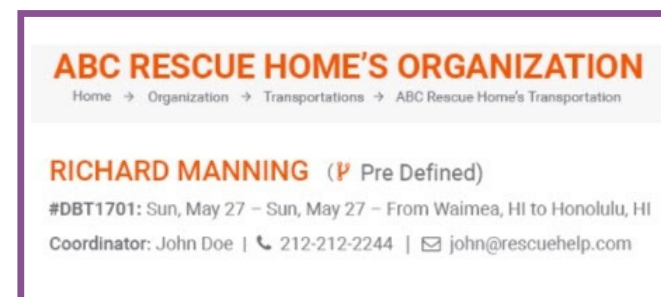 ABC RESCUE HOME'S ORGANIZATION
Home → Organization → Transportations → ABC Rescue Home's Transportation
RICHARD MANNING ( Pre Defined)
#DBT1701: Sun, May 27 – Sun, May 27 – From Waimea, HI to Honolulu, HI
Coordinator: John Doe | 212-212-2244 | john@rescuehelp.com